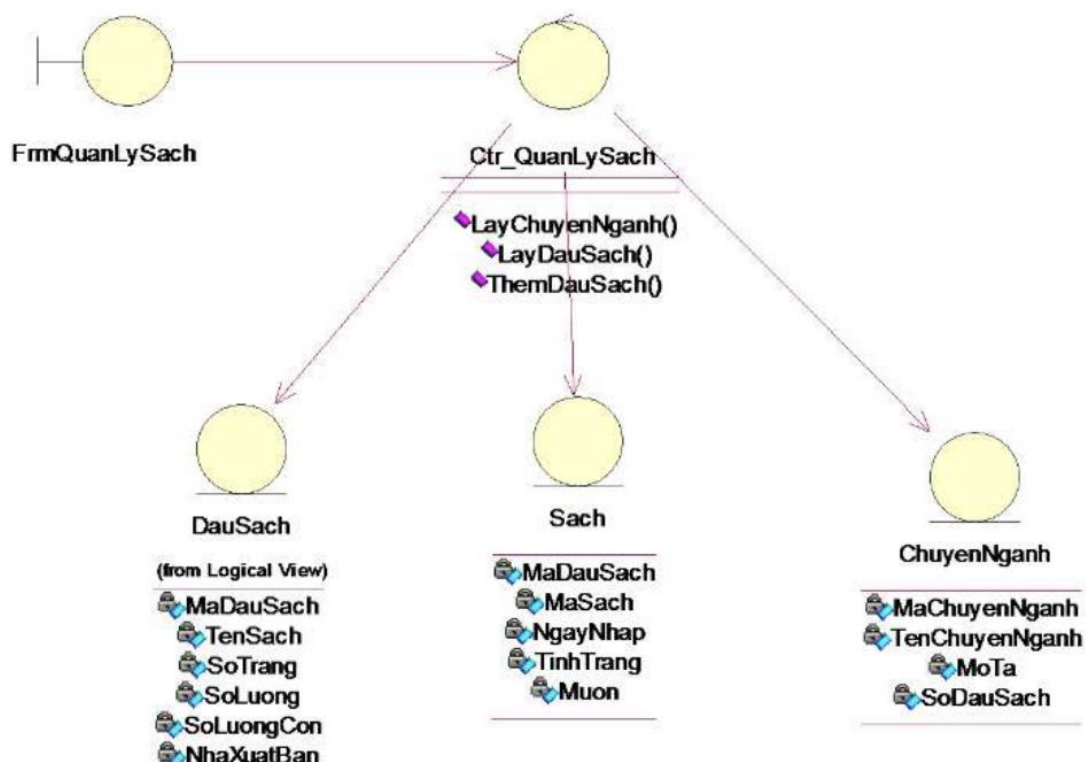 FrmQuanLySach
Ctr_QuanLySach
LayChuyenNganh()
LayDauSach()
ThemDauSach()
DauSach
(from Logical View)
MaDauSach
TenSach
SoTrang
SoLuong
SoLuongCon
NhaXuatBan
Sach
MaDauSach
MaSach
NgayNhap
TinhTrang
Muon
ChuyenNganh
MaChuyenNganh
TenChuyenNganh
MoTa
SoDauSach